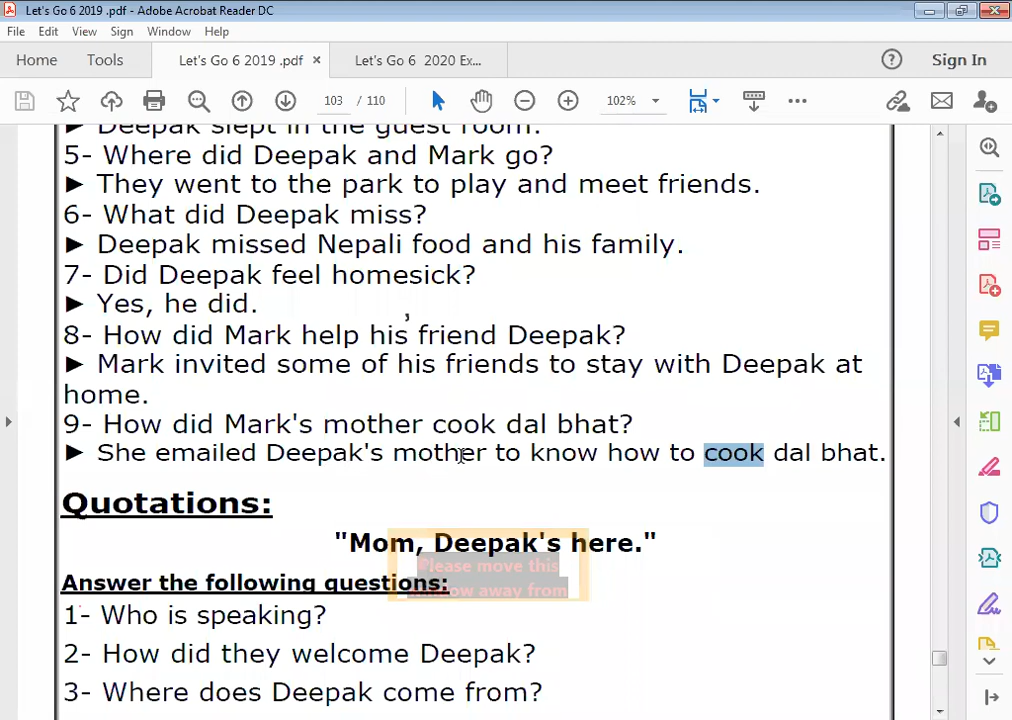 Let's Go 6 2019 .pdf - Adobe Acrobat Reader DC
File Edit View Sign Window Help
Home Tools Let's Go 6 2019 .pdf × Let's Go 6 2020 Ex... Sign In
103 / 110 102%
► Deepak slept in the guest room.
5- Where did Deepak and Mark go?
► They went to the park to play and meet friends.
6- What did Deepak miss?
► Deepak missed Nepali food and his family.
7- Did Deepak feel homesick?
► Yes, he did.
8- How did Mark help his friend Deepak?
► Mark invited some of his friends to stay with Deepak at
home.
9- How did Mark's mother cook dal bhat?
► She emailed Deepak's mother to know how to cook dal bhat.
Quotations:
"Mom, Deepak's here."
Please move this
window away from
Answer the following questions:
1- Who is speaking?
2- How did they welcome Deepak?
3- Where does Deepak come from?